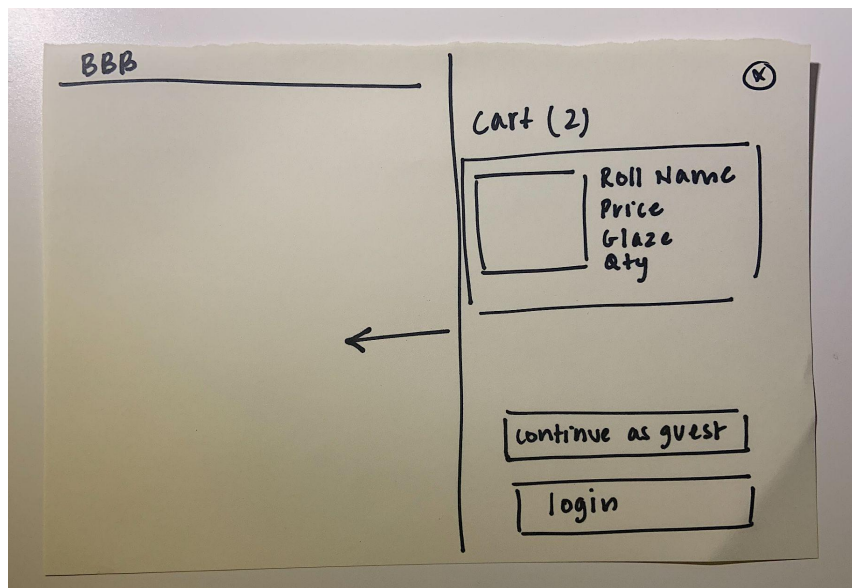 BBB
Cart (2)
Roll Name
Price
Glaze
Qty
continue as guest
login